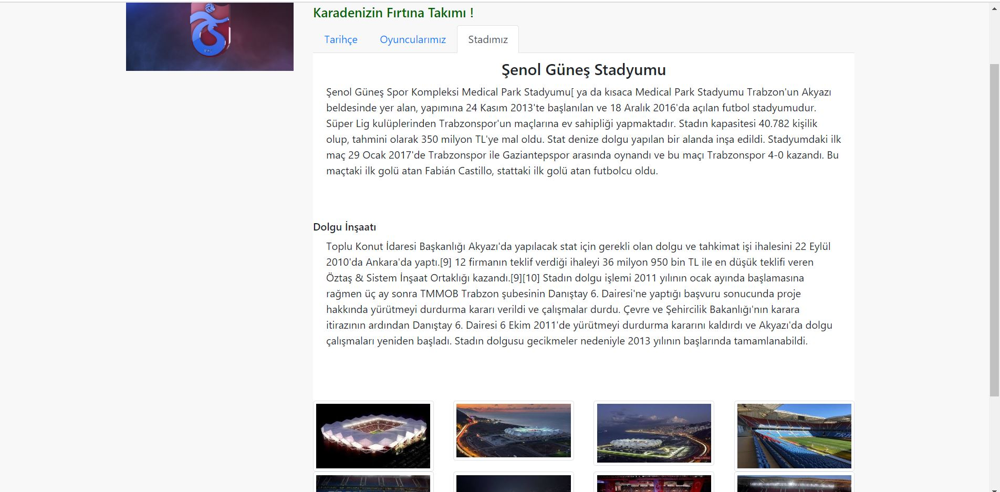 Karadenizin Fırtına Takımı !
Tarihçe
Oyuncularımız
Stadımız
Şenol Güneş Stadyumu
Şenol Güneş Spor Kompleksi Medical Park Stadyumu[ ya da kısaca Medical Park Stadyumu Trabzon'un Akyazı
beldesinde yer alan, yapımına 24 Kasım 2013'te başlanılan ve 18 Aralık 2016'da açılan futbol stadyumudur.
Süper Lig kulüplerinden Trabzonspor'un maçlarına ev sahipliği yapmaktadır. Stadın kapasitesi 40.782 kişilik
olup, tahmini olarak 350 milyon TL'ye mal oldu. Stat denize dolgu yapılan bir alanda inşa edildi. Stadyumdaki ilk
maç 29 Ocak 2017'de Trabzonspor ile Gaziantepspor arasında oynandı ve bu maçı Trabzonspor 4-0 kazandı. Bu
maçtaki ilk golü atan Fabián Castillo, stattaki ilk golü atan futbolcu oldu.
Dolgu İnşaatı
Toplu Konut İdaresi Başkanlığı Akyazı'da yapılacak stat için gerekli olan dolgu ve tahkimat işi ihalesini 22 Eylül
2010'da Ankara'da yaptı.[9] 12 firmanın teklif verdiği ihaleyi 36 milyon 950 bin TL ile en düşük teklifi veren
Öztaş & Sistem İnşaat Ortaklığı kazandı.[9][10] Stadın dolgu işlemi 2011 yılının ocak ayında başlamasına
rağmen üç ay sonra TMMOB Trabzon şubesinin Danıştay 6. Dairesi'ne yaptığı başvuru sonucunda proje
hakkında yürütmeyi durdurma kararı verildi ve çalışmalar durdu. Çevre ve Şehircilik Bakanlığı'nın karara
itirazının ardından Danıştay 6. Dairesi 6 Ekim 2011'de yürütmeyi durdurma kararını kaldırdı ve Akyazı'da dolgu
çalışmaları yeniden başladı. Stadın dolgusu gecikmeler nedeniyle 2013 yılının başlarında tamamlanabildi.